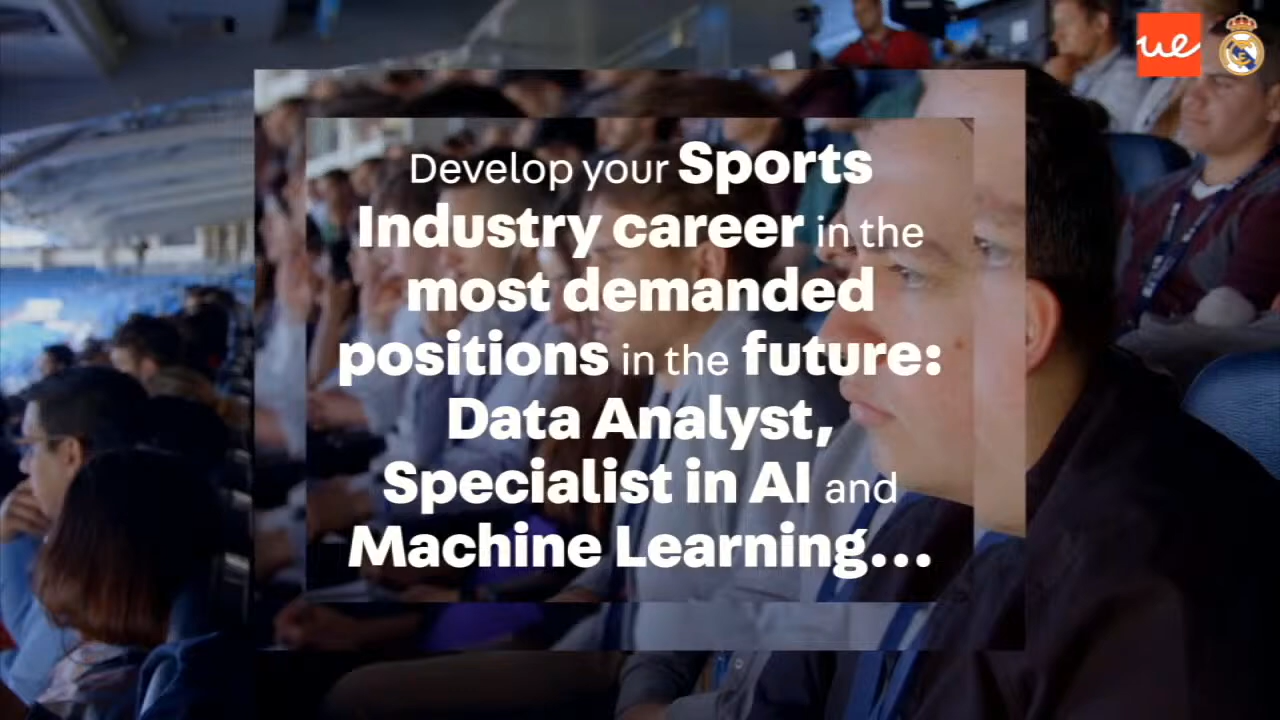 ue
Develop your Sports
Industry career in the
most demanded
positions in the future:
Data Analyst,
Specialist in AI and
Machine Learning...